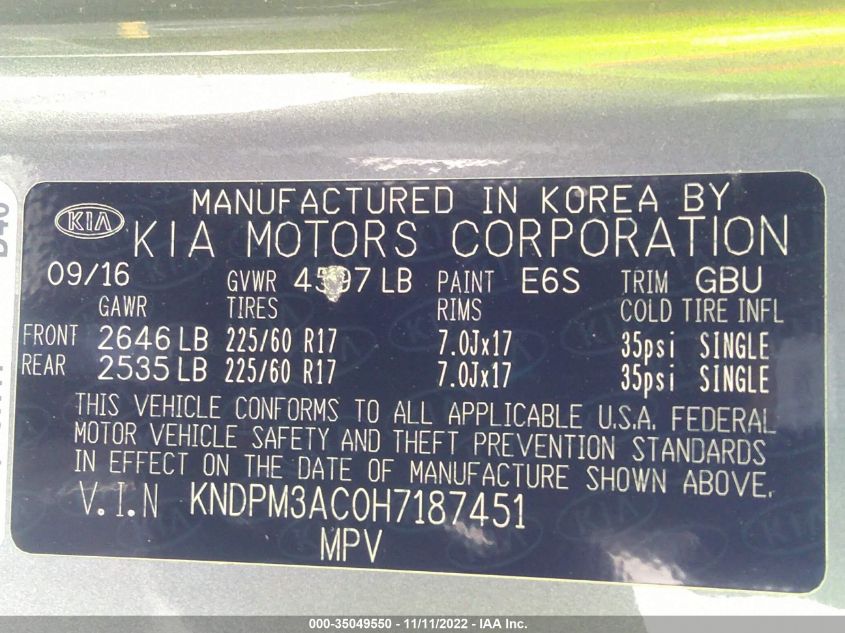 MANUFACTURED IN KOREA BY
KIA
KIA MOTORS CORPORATION
09/16 GVWR LB PAINT E6S TRIM GBU
GAWR TIRES RIMS COLD TIRE INFL
FRONT 2646 LB 225/60 R17 7.0Jx17 35psi SINGLE
REAR 2535 LB 225/60 R17 7.0Jx17 35psi SINGLE
THIS VEHICLE CONFORMS TO ALL APPLICABLE U.S.A. FEDERAL
MOTOR VEHICLE SAFETY AND THEFT PREVENTION STANDARDS
IN EFFECT ON THE DATE OF MANUFACTURE SHOWN ABOVE.
V.I.N KNDPM3AC0H7187451
MPV
000-35049550 - 11/11/2022 - IAA Inc.